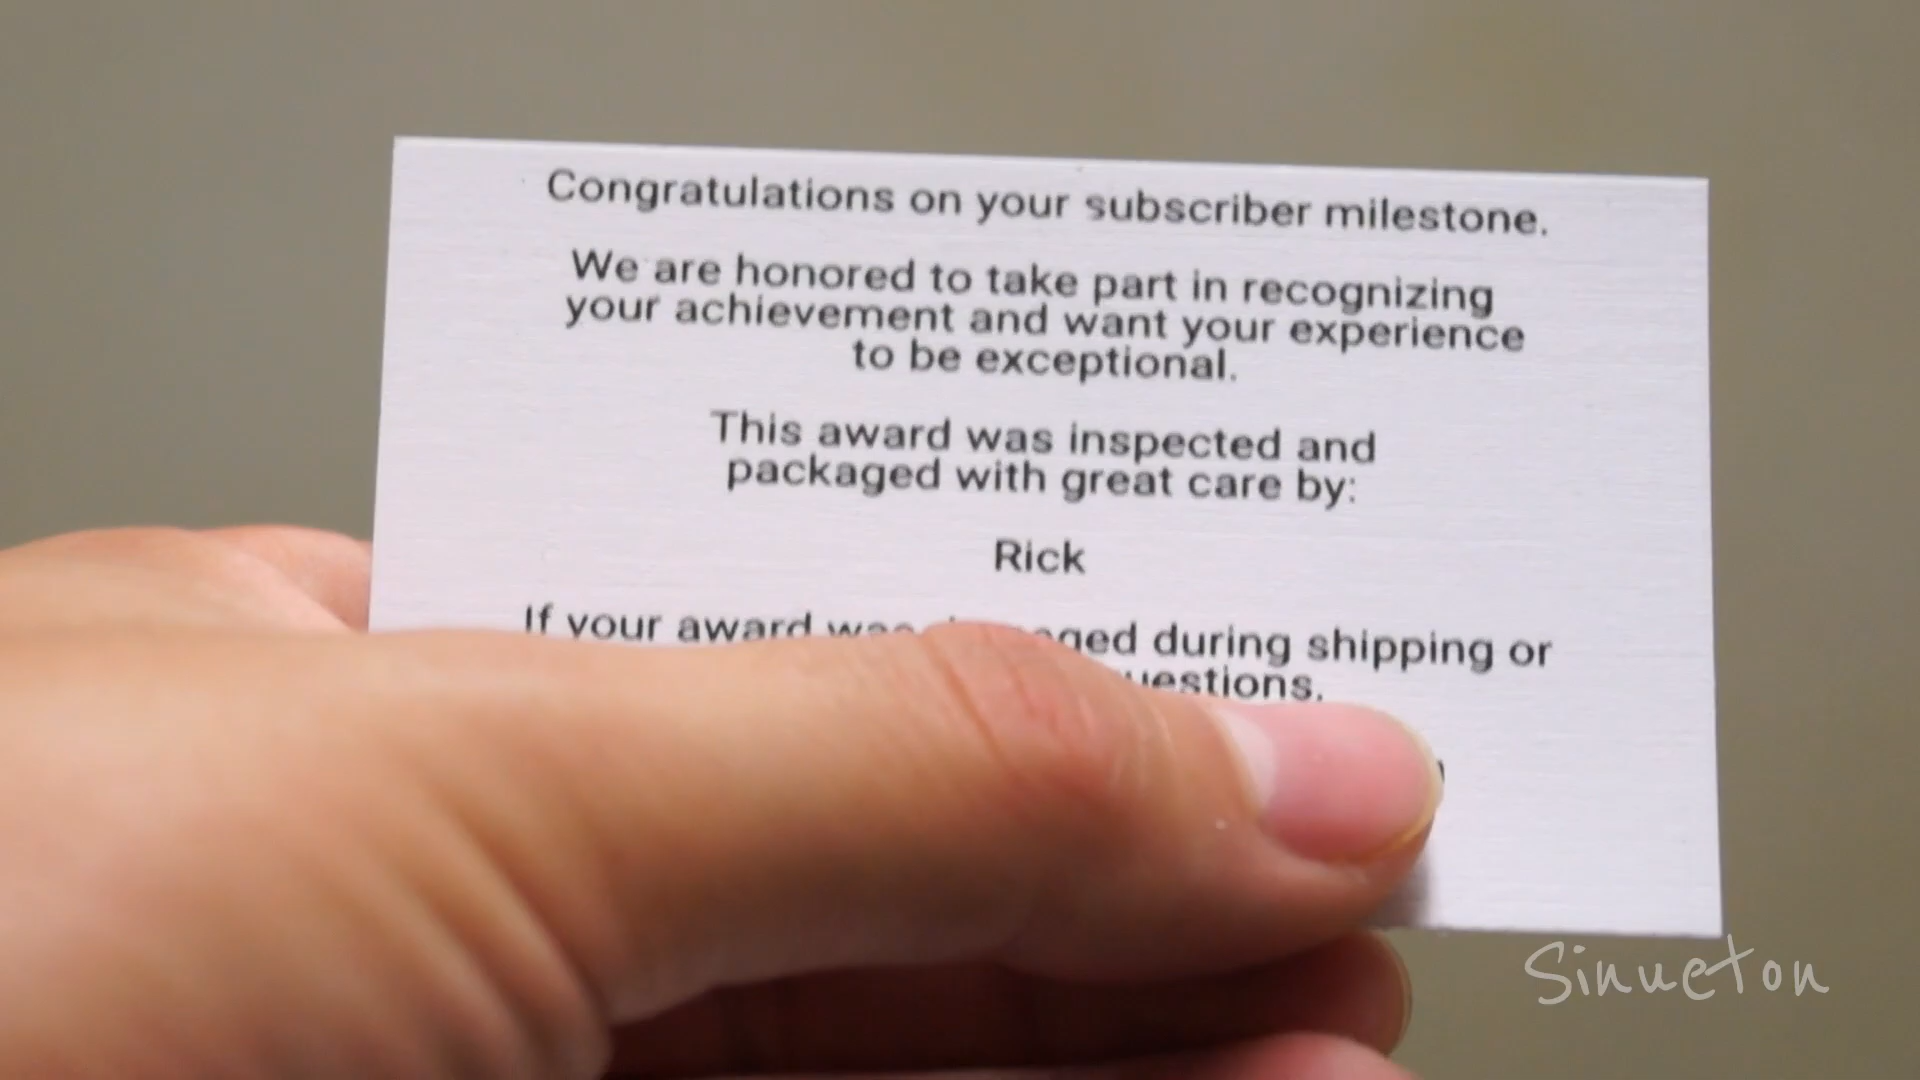 Congratulations on your subscriber milestone.
We are honored to take part in recognizing
your achievement and want your experience
to be exceptional.
This award was inspected and
packaged with great care by:
Rick
If your award during shipping or
Sinueton